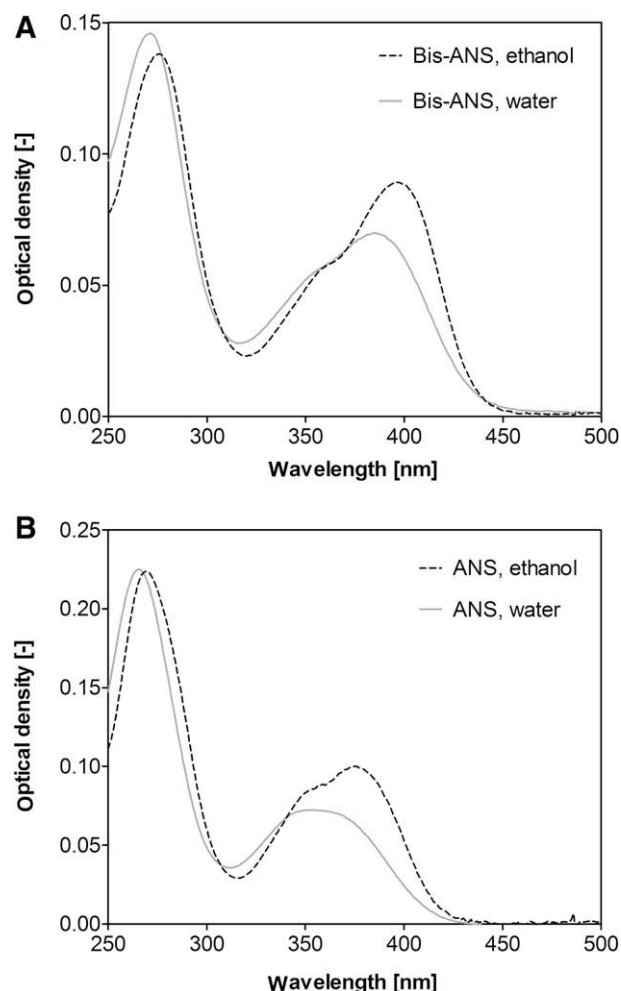 A
0.15
Bis-ANS, ethanol
Bis-ANS, water
0.10
Optical density [-]
0.05
0.00
250 300 350 400 450 500
Wavelength [nm]
B
0.25
ANS, ethanol
0.20
ANS, water
0.15
Optical density [-]
0.10
0.05
0.00
250 300 350 400 450 500
Wavelength [nm]